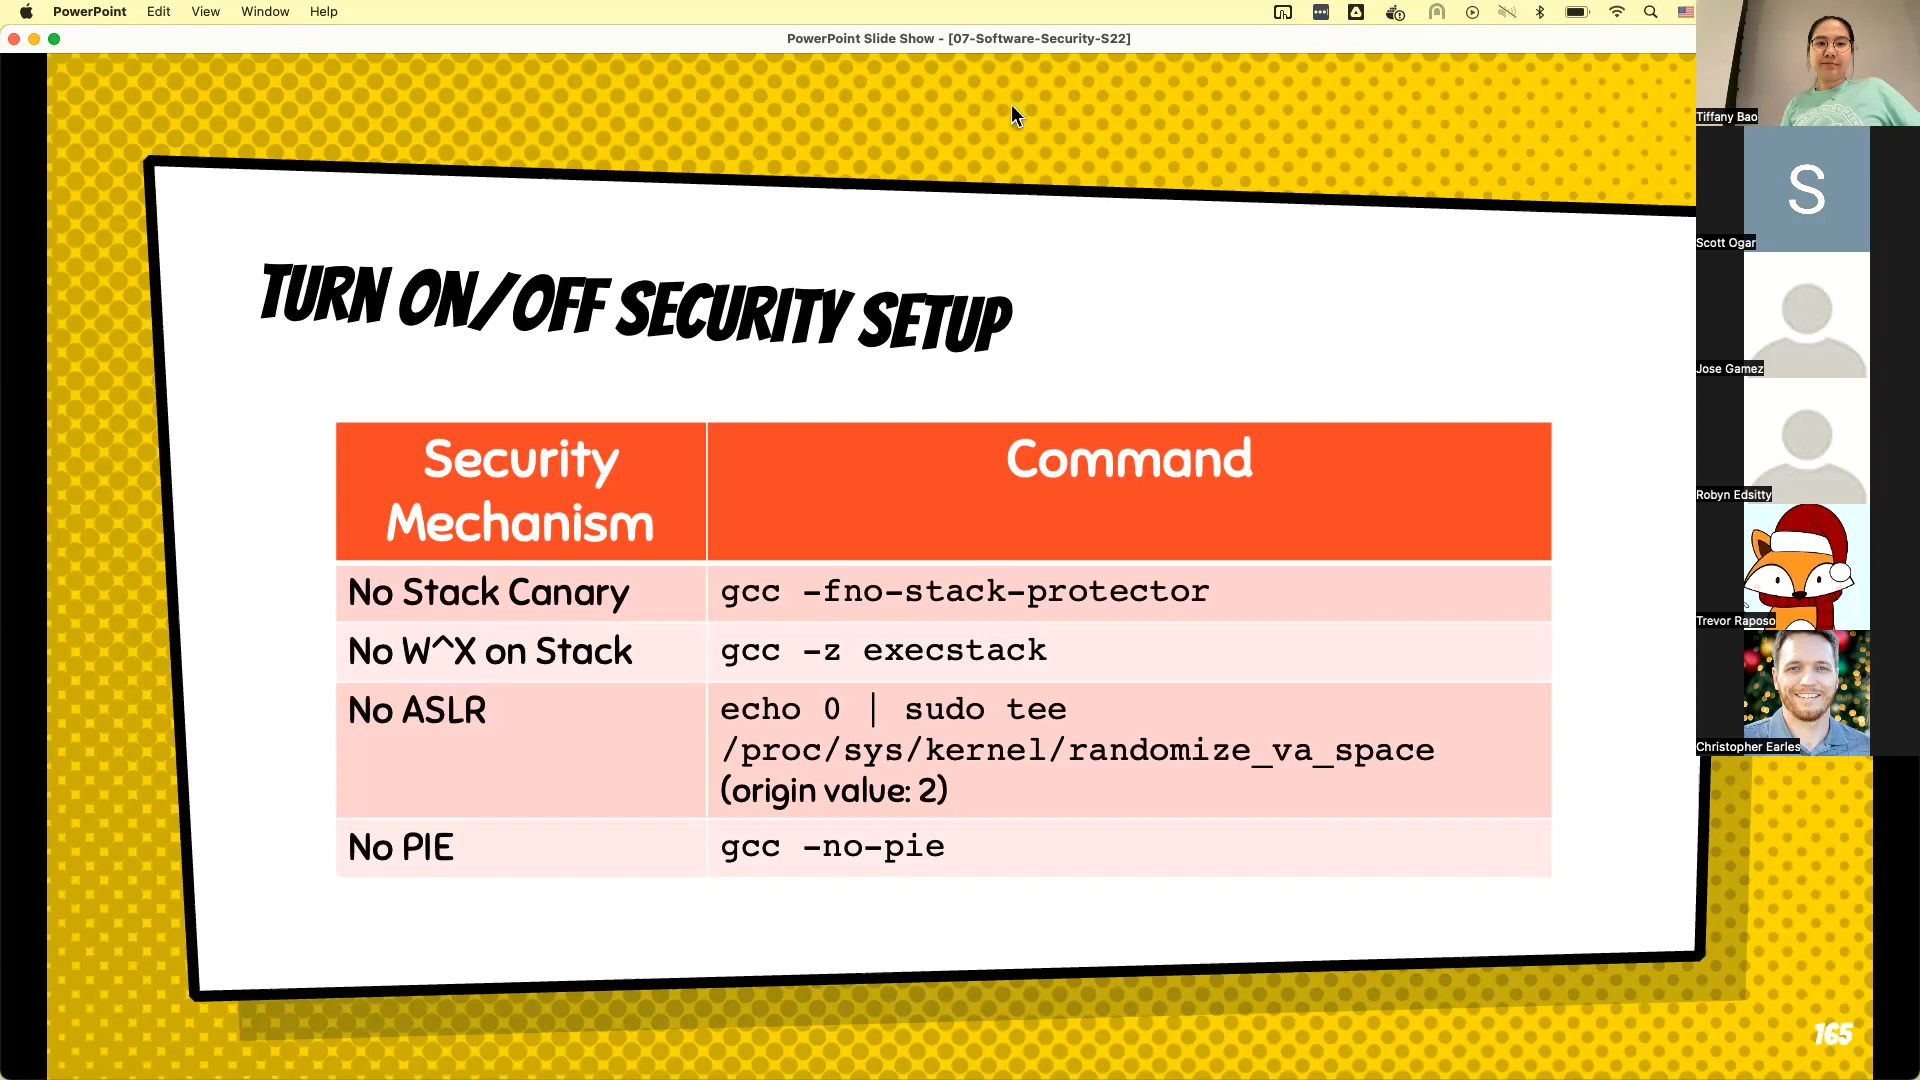 PowerPoint Edit View Window Help
PowerPoint Slide Show - [07-Software-Security-S22]
TURN ON/OFF SECURITY SETUP
Security
Mechanism
Command
No Stack Canary
gcc -fno-stack-protector
No W^X on Stack
gcc -z execstack
No ASLR
echo 0 | sudo tee
/proc/sys/kernel/randomize_va_space
(origin value: 2)
No PIE
gcc -no-pie
165
Tiffany Bao
S
Scott Ogar
Jose Gamez
Robyn Edsitty
Trevor Raposo
Christopher Earles